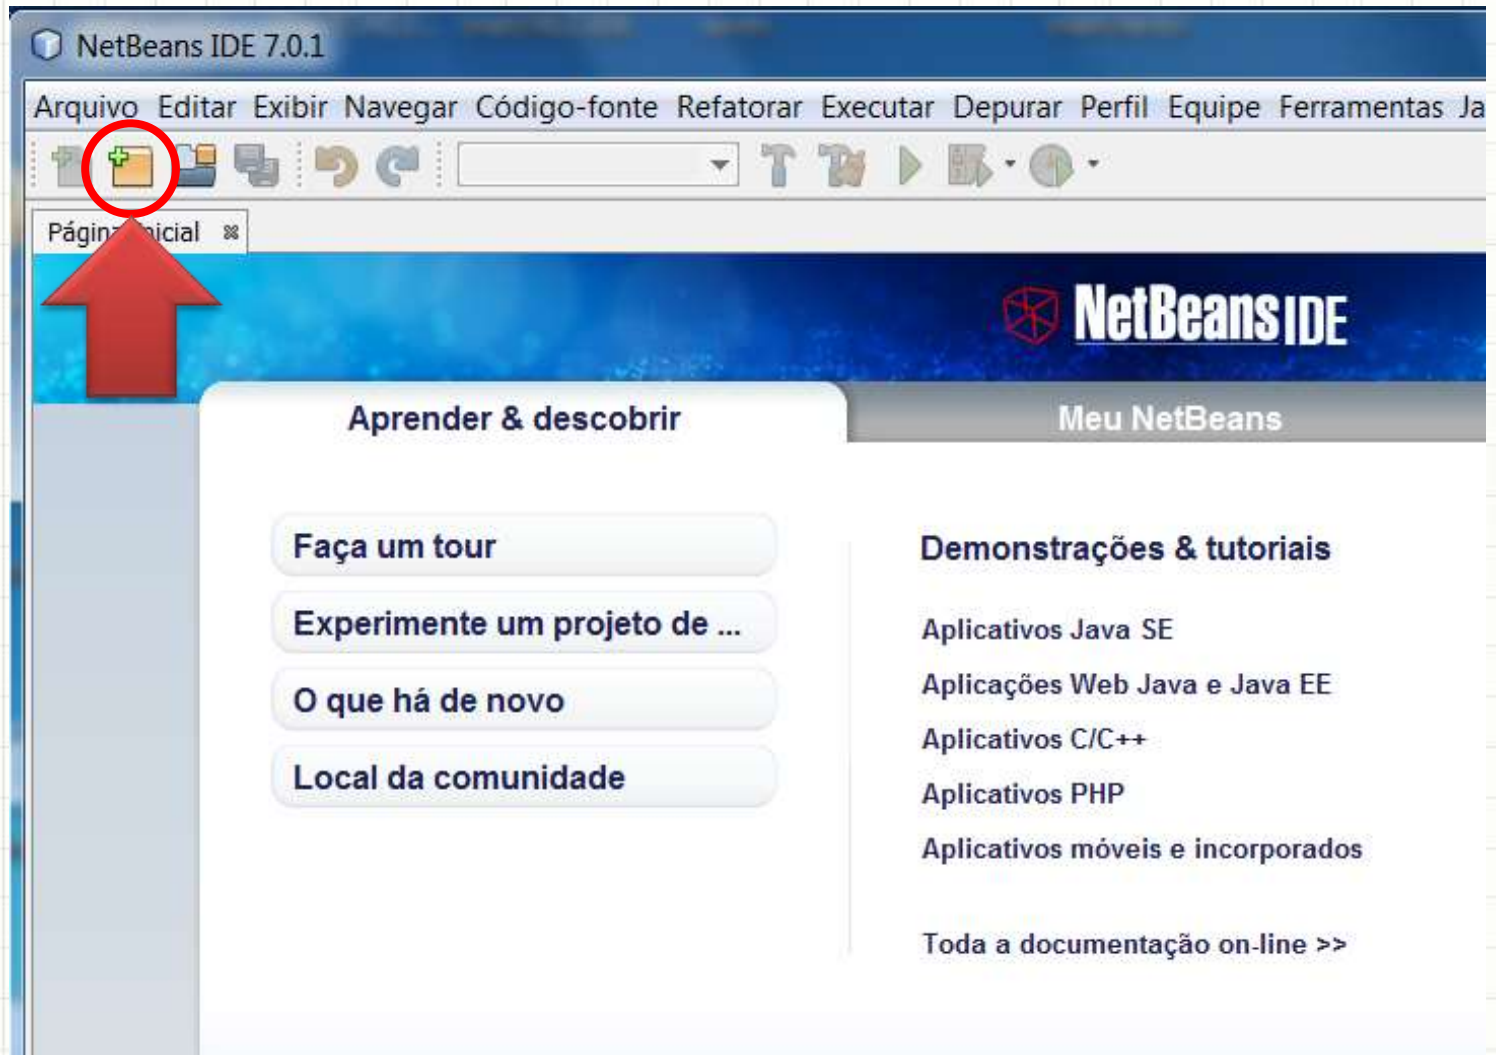 NetBeans IDE 7.0.1
Arquivo Editar Exibir Navegar Código-fonte Refatorar Executar Depurar Perfil Equipe Ferramentas Ja
Página Inicial
NetBeans IDE
Aprender & descobrir
Meu NetBeans
Faça um tour
Experimente um projeto de ...
O que há de novo
Local da comunidade
Demonstrações & tutoriais
Aplicativos Java SE
Aplicações Web Java e Java EE
Aplicativos C/C++
Aplicativos PHP
Aplicativos móveis e incorporados
Toda a documentação on-line >>